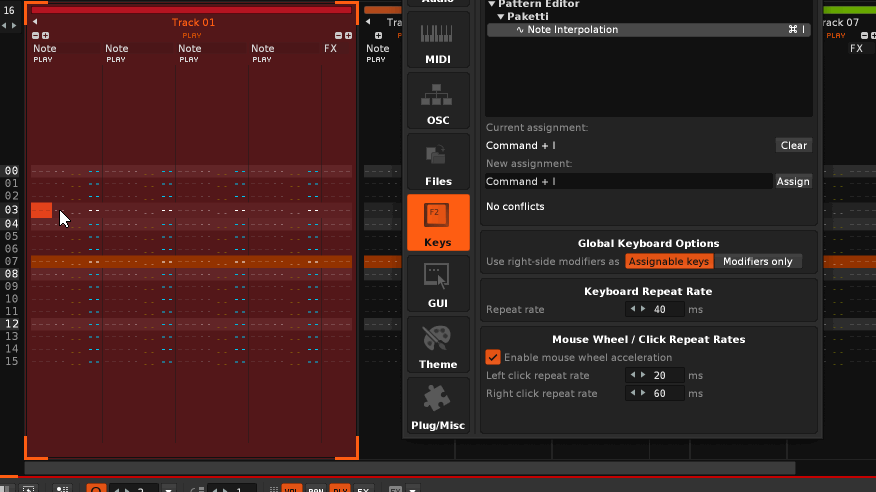 16
Track 01
PLAY
Note Note Note Note FX
PLAY PLAY PLAY PLAY
Note
PLAY
00
01
02
03
04
05
06
07
08
09
10
11
12
13
14
15
MIDI
OSC
Files
F2
Keys
GUI
Theme
Plug/Misc
Pattern Editor
Paketti
Note Interpolation ⌘ I
Current assignment:
Command + I Clear
New assignment:
Command + I Assign
No conflicts
Global Keyboard Options
Use right-side modifiers as Assignable keys Modifiers only
Keyboard Repeat Rate
Repeat rate 40 ms
Mouse Wheel / Click Repeat Rates
Enable mouse wheel acceleration
Left click repeat rate 20 ms
Right click repeat rate 60 ms
Track 07
PLAY
FX